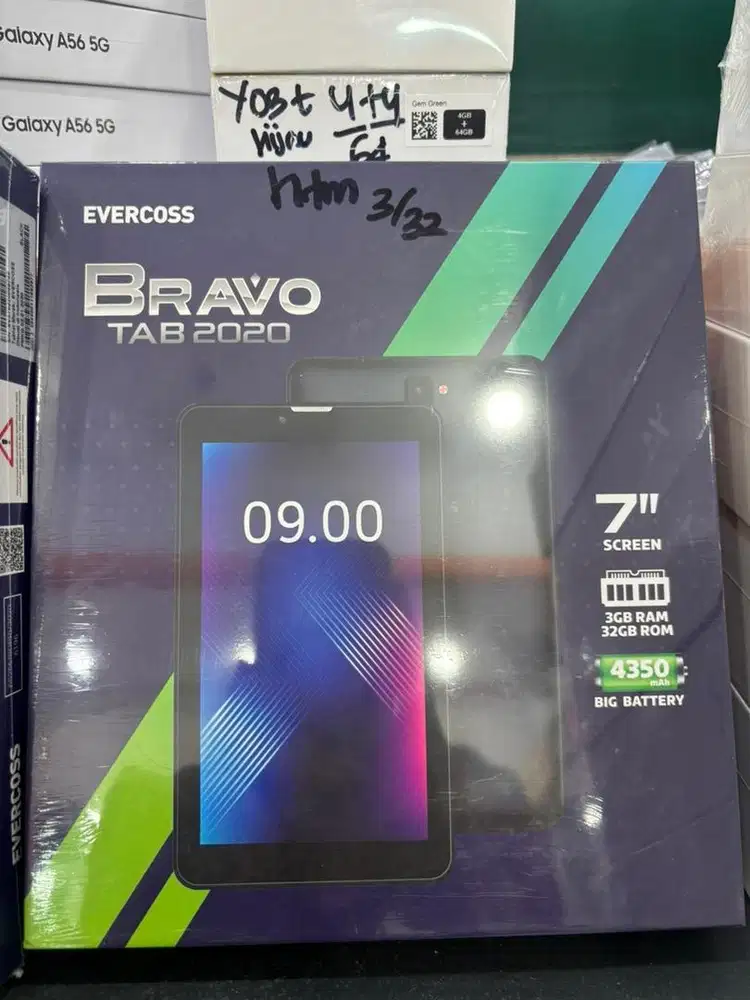 Galaxy A56 5G
Galaxy A56 5G
Y03t 4+4
hijau 64
Gem Green
4GB
+
64GB
Htm 3/32
EVERCOSS
BRAVO
TAB 2020
09.00
7"
SCREEN
3GB RAM
32GB ROM
4350
mAh
BIG BATTERY
EVERCOSS